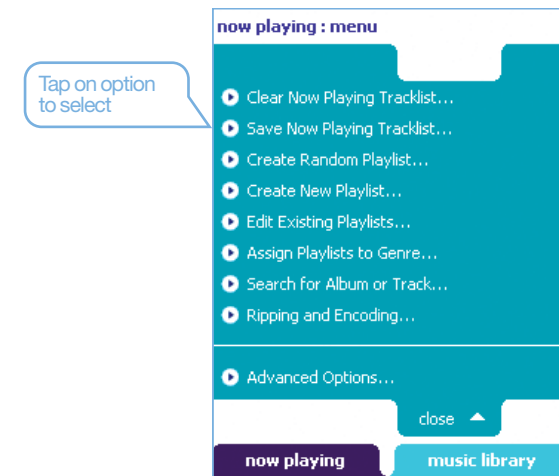 now playing : menu
Tap on option
to select
Clear Now Playing Tracklist...
Save Now Playing Tracklist...
Create Random Playlist...
Create New Playlist...
Edit Existing Playlists...
Assign Playlists to Genre...
Search for Album or Track...
Ripping and Encoding...
Advanced Options...
close
now playing
music library